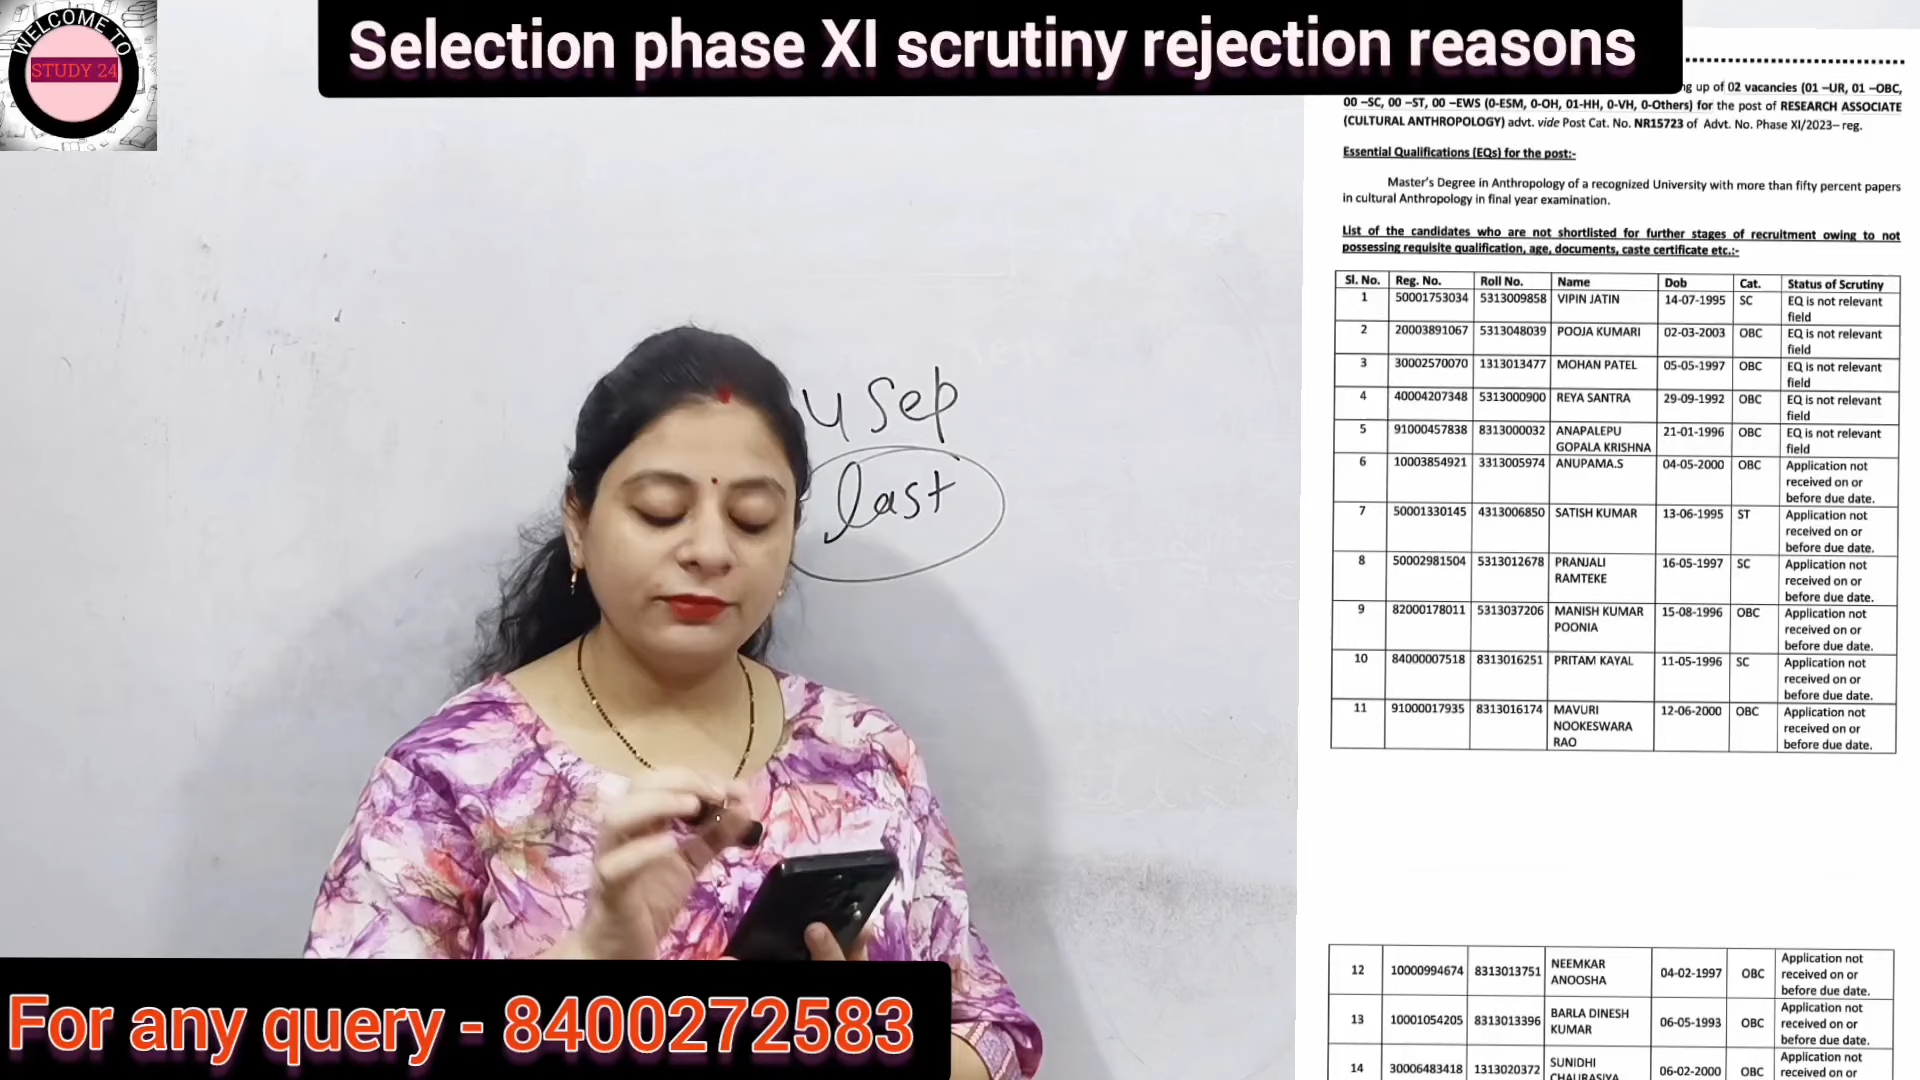 WELCOME TO
STUDY 24
Selection phase XI scrutiny rejection reasons
ng up of 02 vacancies (01 –UR, 01 –OBC,
00 –SC, 00 –ST, 00 –EWS (0-ESM, 0-OH, 01-HH, 0-VH, 0-Others) for the post of RESEARCH ASSOCIATE
(CULTURAL ANTHROPOLOGY) advt. vide Post Cat. No. NR15723 of Advt. No. Phase XI/2023– reg.
Essential Qualifications (EQs) for the post:-
Master's Degree in Anthropology of a recognized University with more than fifty percent papers
in cultural Anthropology in final year examination.
List of the candidates who are not shortlisted for further stages of recruitment owing to not
possessing requisite qualification, age, documents, caste certificate etc.:-
Sl. No. Reg. No. Roll No. Name Dob Cat. Status of Scrutiny
1 50001753034 5313009858 VIPIN JATIN 14-07-1995 SC EQ is not relevant
field
2 20003891067 5313048039 POOJA KUMARI 02-03-2003 OBC EQ is not relevant
field
3 30002570070 1313013477 MOHAN PATEL 05-05-1997 OBC EQ is not relevant
field
4 40004207348 5313000900 REYA SANTRA 29-09-1992 OBC EQ is not relevant
field
5 91000457838 8313000032 ANAPALEPU 21-01-1996 OBC EQ is not relevant
GOPALA KRISHNA field
6 10003854921 3313005974 ANUPAMA.S 04-05-2000 OBC Application not
received on or
before due date.
7 50001330145 4313006850 SATISH KUMAR 13-06-1995 ST Application not
received on or
before due date.
8 50002981504 5313012678 PRANJALI 16-05-1997 SC Application not
RAMTEKE received on or
before due date.
9 82000178011 5313037206 MANISH KUMAR 15-08-1996 OBC Application not
POONIA received on or
before due date.
10 84000007518 8313016251 PRITAM KAYAL 11-05-1996 SC Application not
received on or
before due date.
11 91000017935 8313016174 MAVURI 12-06-2000 OBC Application not
NOOKESWARA received on or
RAO before due date.
12 10000994674 8313013751 NEEMKAR 04-02-1997 OBC Application not
ANOOSHA received on or
before due date.
13 10001054205 8313013396 BARLA DINESH 06-05-1993 OBC Application not
KUMAR received on or
before due date.
14 30006483418 1313020372 SUNIDHI 06-02-2000 OBC Application not
CHAURASIYA received on or
4 Sep
last
For any query - 8400272583